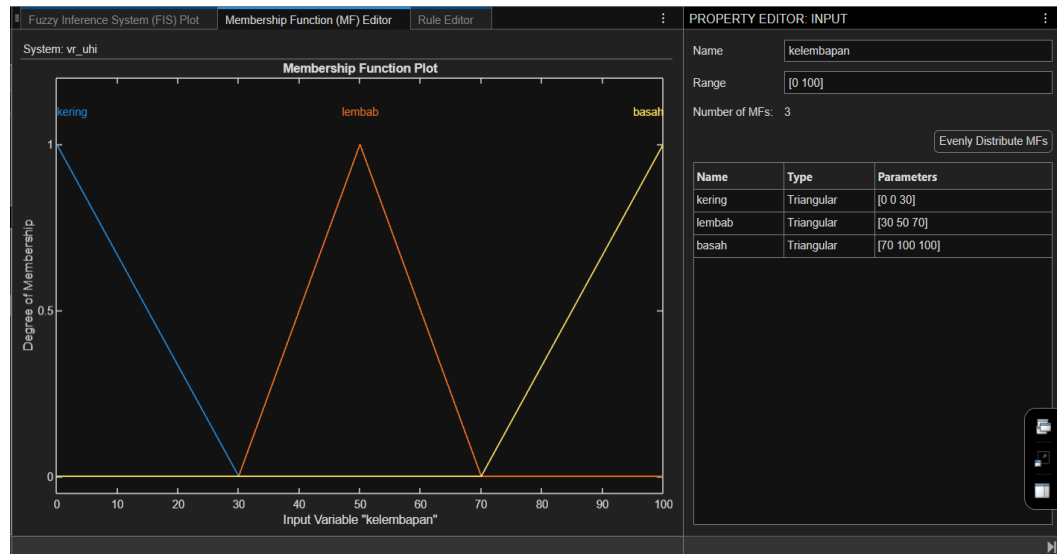 Fuzzy Inference System (FIS) Plot
Membership Function (MF) Editor
Rule Editor
System: vr_uhi
Membership Function Plot
kering
lembab
basah
1
0.5
0
Degree of Membership
0 10 20 30 40 50 60 70 80 90 100
Input Variable "kelembapan"
PROPERTY EDITOR: INPUT
Name kelembapan
Range [0 100]
Number of MFs: 3
Evenly Distribute MFs
Name Type Parameters
kering Triangular [0 0 30]
lembab Triangular [30 50 70]
basah Triangular [70 100 100]